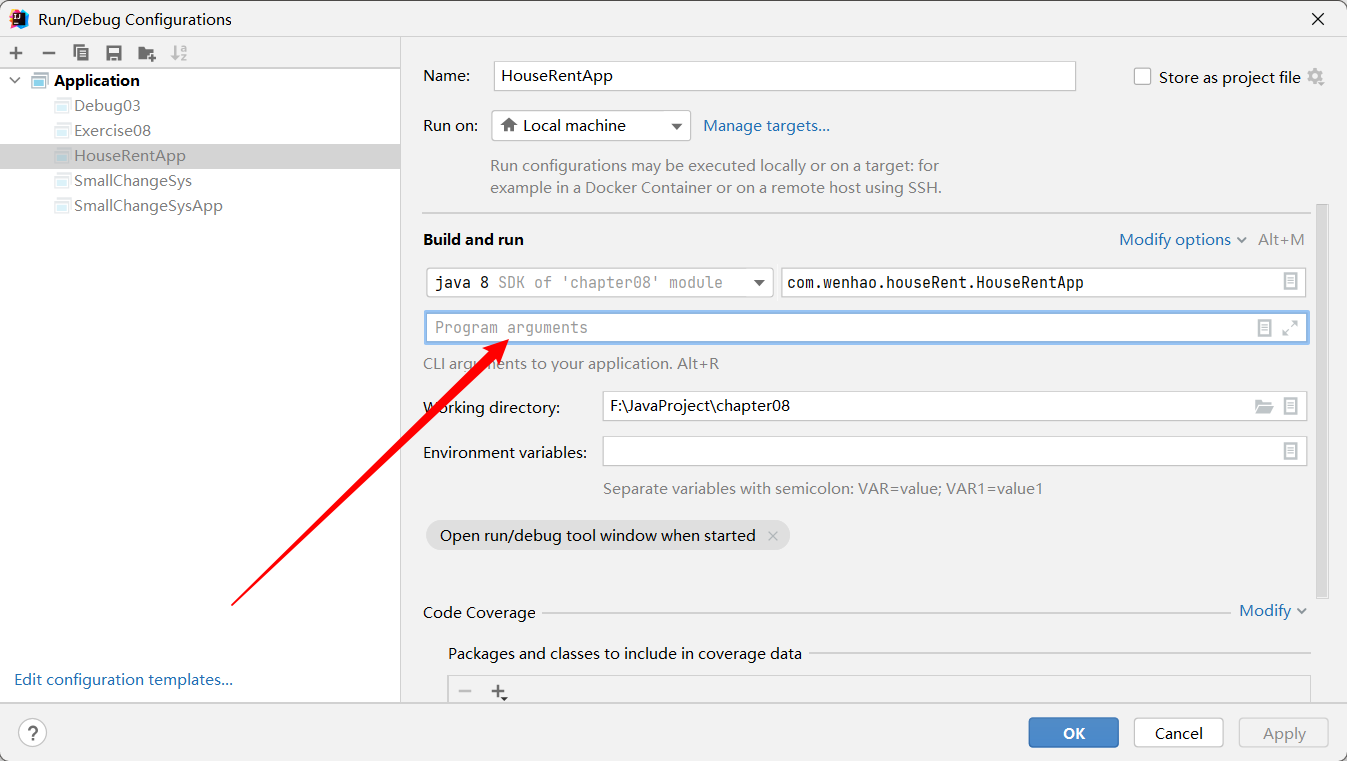 Run/Debug Configurations
Application
Debug03
Exercise08
HouseRentApp
SmallChangeSys
SmallChangeSysApp
Edit configuration templates...
Name: HouseRentApp Store as project file
Run on: Local machine Manage targets...
Run configurations may be executed locally or on a target: for
example in a Docker Container or on a remote host using SSH.
Build and run Modify options Alt+M
java 8 SDK of 'chapter08' module com.wenhao.houseRent.HouseRentApp
Program arguments
CLI arguments to your application. Alt+R
Working directory: F:\JavaProject\chapter08
Environment variables:
Separate variables with semicolon: VAR=value; VAR1=value1
Open run/debug tool window when started
Code Coverage Modify
Packages and classes to include in coverage data
? OK Cancel Apply